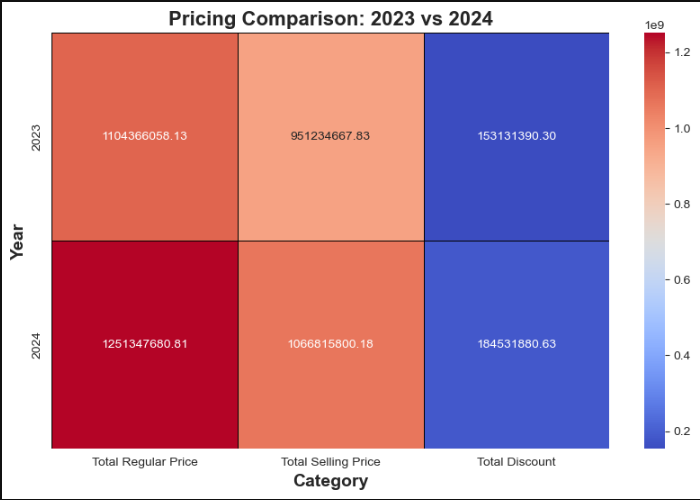 Pricing Comparison: 2023 vs 2024
1e9
1.2
1.0
0.8
0.6
0.4
0.2
Year
2023
1104366058.13 951234667.83 153131390.30
2024
1251347680.81 1066815800.18 184531880.63
Total Regular Price Total Selling Price Total Discount
Category